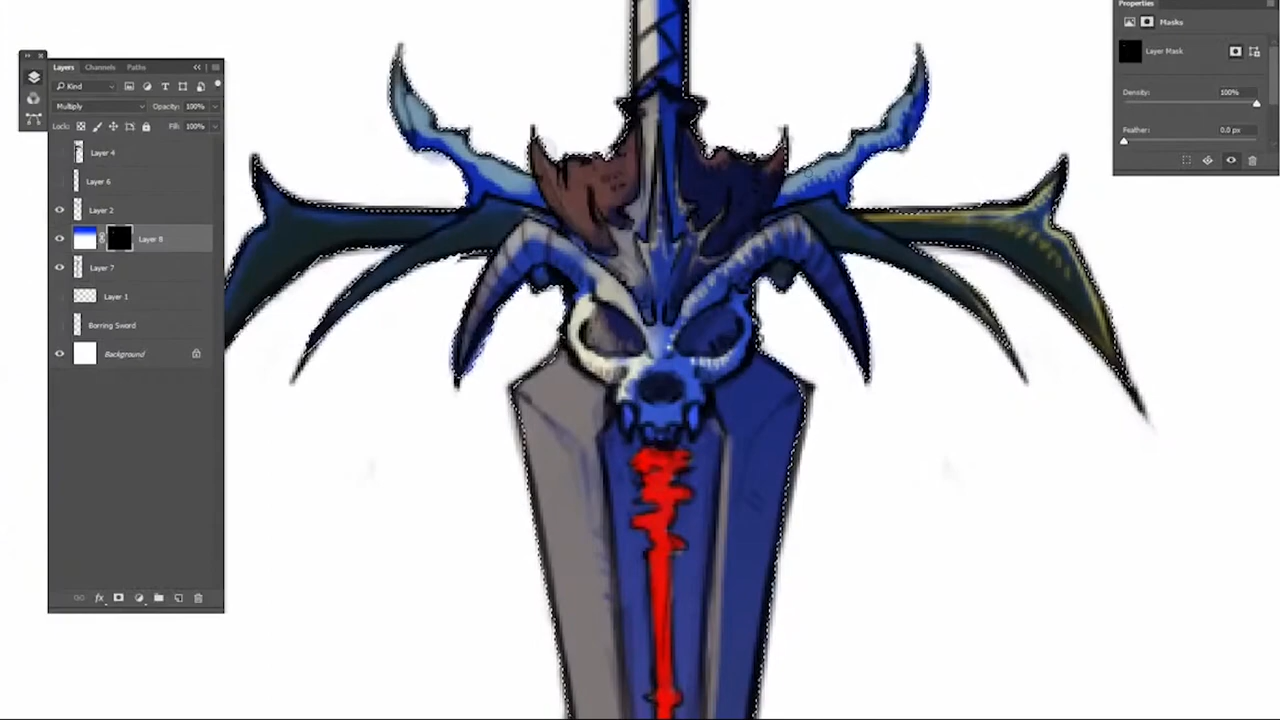 Layers Channels Paths
Kind
Multiply Opacity: 100%
Lock: Fill: 100%
Layer 4
Layer 6
Layer 2
Layer 8
Layer 7
Layer 1
Borring Sword
Background
Properties
Masks
Layer Mask
Density: 100%
Feather: 0.0 px